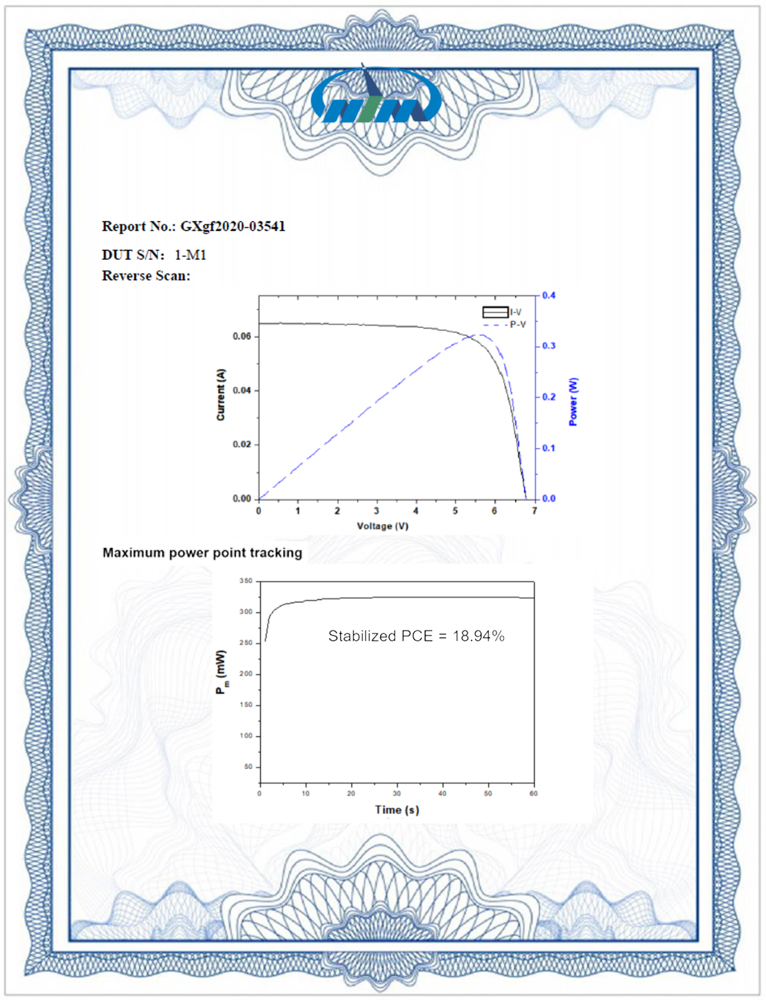 NIM
Report No.: GXgf2020-03541
DUT S/N: 1-M1
Reverse Scan:
I-V
P-V
0.06
0.04
0.02
0.00
Current (A)
0.4
0.3
0.2
0.1
0.0
Power (W)
0 1 2 3 4 5 6 7
Voltage (V)
Maximum power point tracking
350
300
250
200
150
100
50
Pm (mW)
Stabilized PCE = 18.94%
0 10 20 30 40 50 60
Time (s)